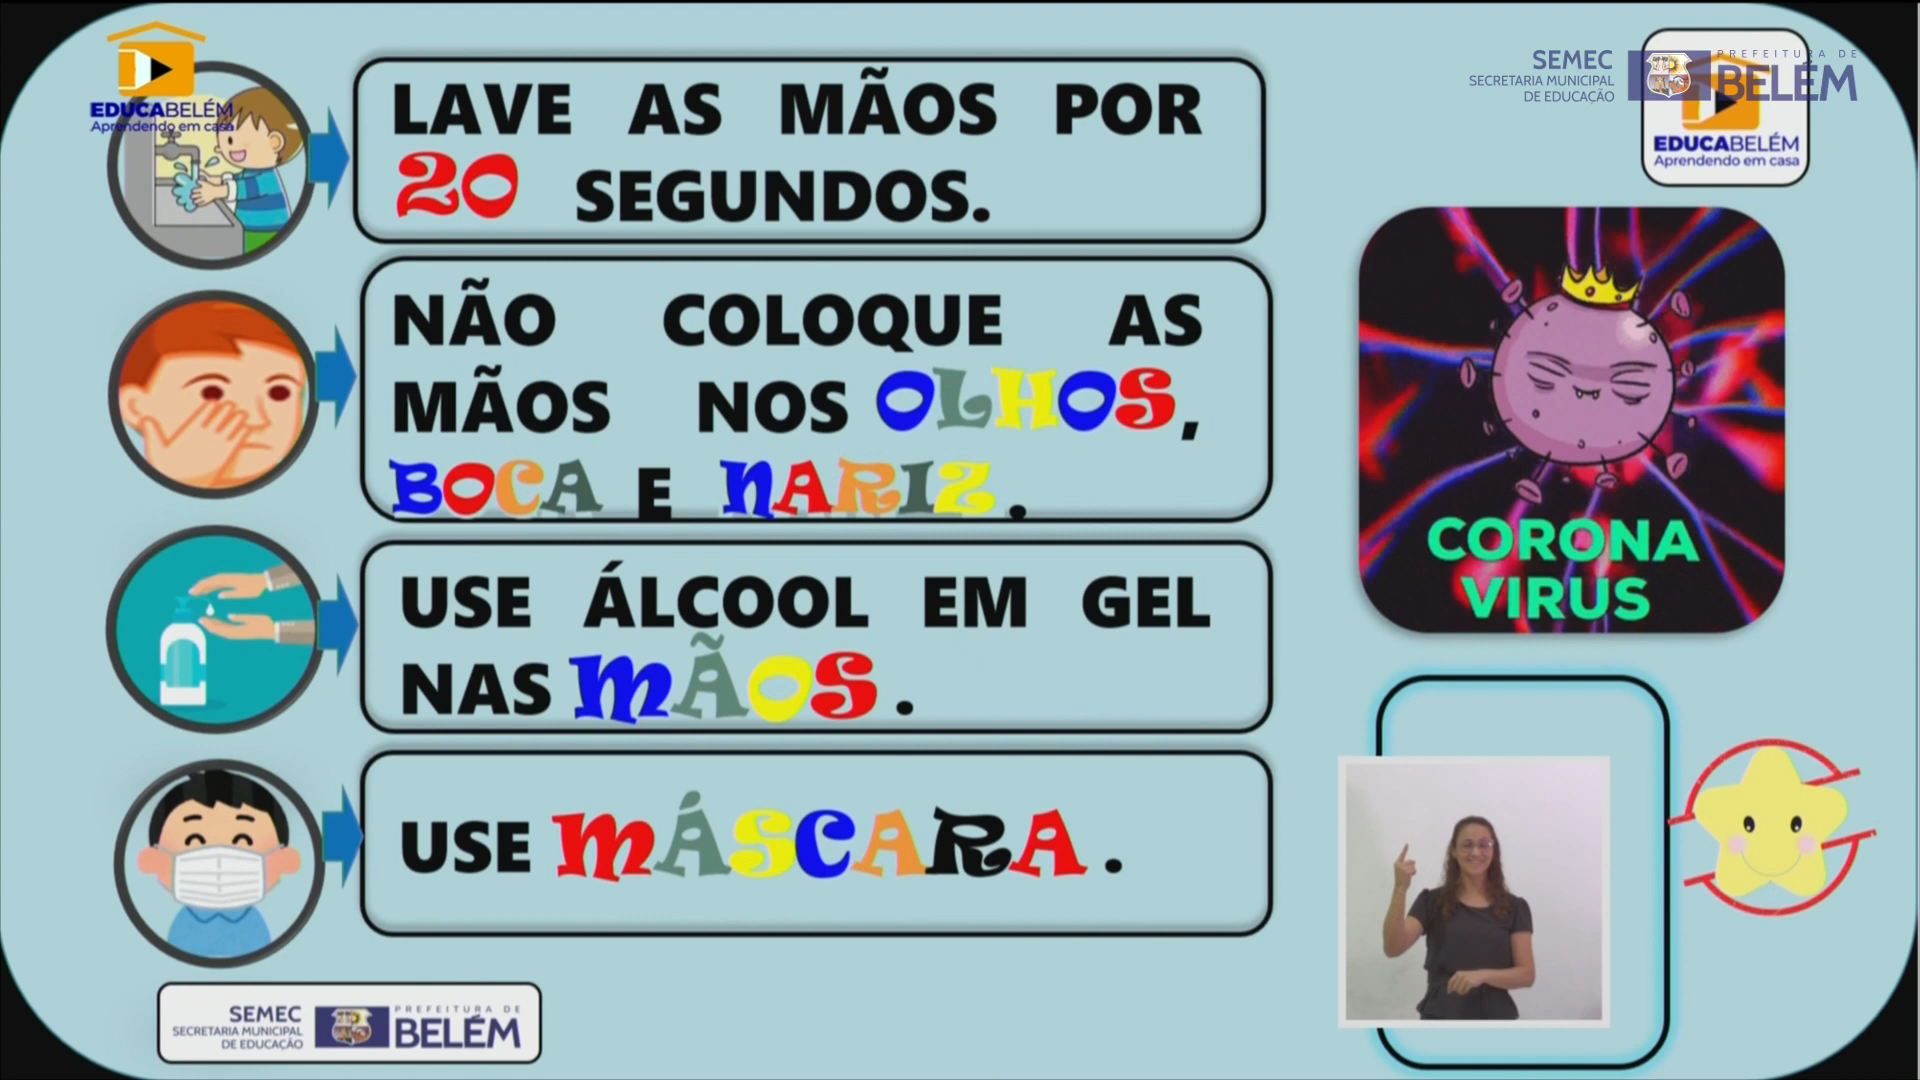 EDUCABELÉM
Aprendendo em casa
SEMEC
SECRETARIA MUNICIPAL
DE EDUCAÇÃO
PREFEITURA DE
BELÉM
EDUCABELÉM
Aprendendo em casa
LAVE AS MÃOS POR
20 SEGUNDOS.
NÃO COLOQUE AS
MÃOS NOS OLHOS,
BOCA E NARIZ.
USE ÁLCOOL EM GEL
NAS MÃOS.
USE MÁSCARA.
CORONA
VIRUS
SEMEC
SECRETARIA MUNICIPAL
DE EDUCAÇÃO
PREFEITURA DE
BELÉM